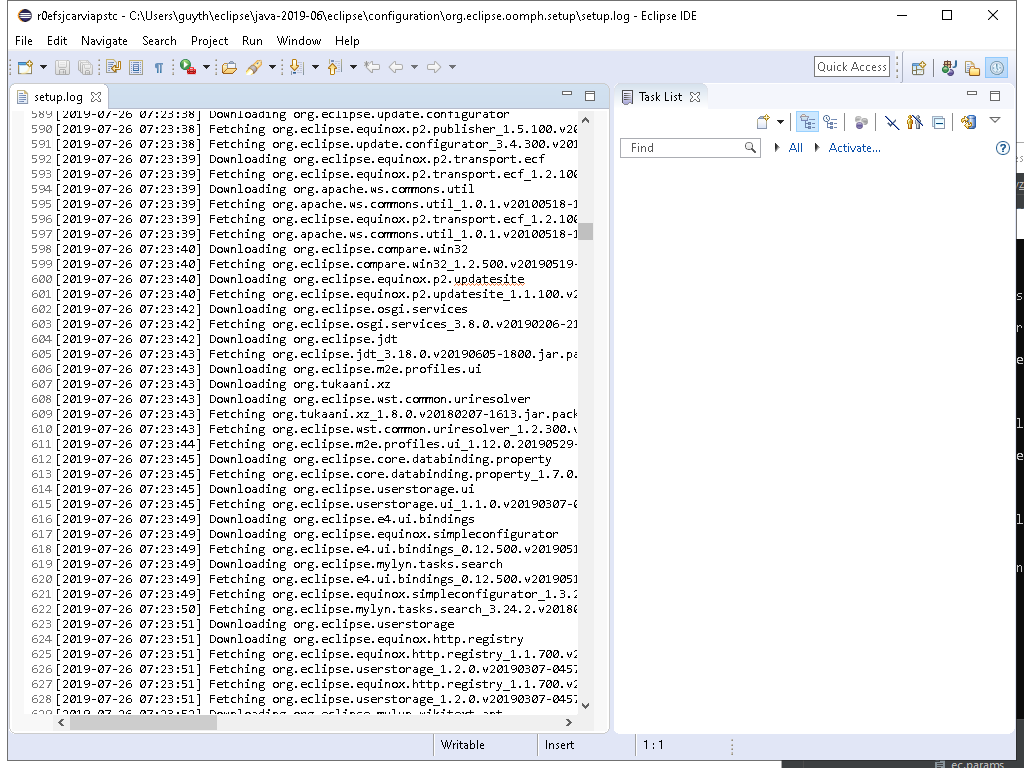 r0efsjcarviapstc - C:\Users\guyth\eclipse\java-2019-06\eclipse\configuration\org.eclipse.oomph.setup\setup.log - Eclipse IDE
File Edit Navigate Search Project Run Window Help
Quick Access
setup.log
Task List
Find
All
Activate...
589 [2019-07-26 07:23:38] Downloading org.eclipse.update.configurator
590 [2019-07-26 07:23:38] Fetching org.eclipse.equinox.p2.publisher_1.5.100.v20
591 [2019-07-26 07:23:38] Fetching org.eclipse.update.configurator_3.4.300.v201
592 [2019-07-26 07:23:39] Downloading org.eclipse.equinox.p2.transport.ecf
593 [2019-07-26 07:23:39] Fetching org.eclipse.equinox.p2.transport.ecf_1.2.100
594 [2019-07-26 07:23:39] Downloading org.apache.ws.commons.util
595 [2019-07-26 07:23:39] Fetching org.apache.ws.commons.util_1.0.1.v20100518-1
596 [2019-07-26 07:23:39] Fetching org.eclipse.equinox.p2.transport.ecf_1.2.100
597 [2019-07-26 07:23:39] Fetching org.apache.ws.commons.util_1.0.1.v20100518-1
598 [2019-07-26 07:23:40] Downloading org.eclipse.compare.win32
599 [2019-07-26 07:23:40] Fetching org.eclipse.compare.win32_1.2.500.v20190519-
600 [2019-07-26 07:23:40] Downloading org.eclipse.equinox.p2.updatesite
601 [2019-07-26 07:23:40] Fetching org.eclipse.equinox.p2.updatesite_1.1.100.v2
602 [2019-07-26 07:23:42] Downloading org.eclipse.osgi.services
603 [2019-07-26 07:23:42] Fetching org.eclipse.osgi.services_3.8.0.v20190206-21
604 [2019-07-26 07:23:42] Downloading org.eclipse.jdt
605 [2019-07-26 07:23:43] Fetching org.eclipse.jdt_3.18.0.v20190605-1800.jar.pa
606 [2019-07-26 07:23:43] Downloading org.eclipse.m2e.profiles.ui
607 [2019-07-26 07:23:43] Downloading org.tukaani.xz
608 [2019-07-26 07:23:43] Downloading org.eclipse.wst.common.uriresolver
609 [2019-07-26 07:23:43] Fetching org.tukaani.xz_1.8.0.v20180207-1613.jar.pack
610 [2019-07-26 07:23:43] Fetching org.eclipse.wst.common.uriresolver_1.2.300.v
611 [2019-07-26 07:23:44] Fetching org.eclipse.m2e.profiles.ui_1.12.0.20190529-
612 [2019-07-26 07:23:45] Downloading org.eclipse.core.databinding.property
613 [2019-07-26 07:23:45] Fetching org.eclipse.core.databinding.property_1.7.0.
614 [2019-07-26 07:23:45] Downloading org.eclipse.userstorage.ui
615 [2019-07-26 07:23:45] Fetching org.eclipse.userstorage.ui_1.1.0.v20190307-0
616 [2019-07-26 07:23:49] Downloading org.eclipse.e4.ui.bindings
617 [2019-07-26 07:23:49] Downloading org.eclipse.equinox.simpleconfigurator
618 [2019-07-26 07:23:49] Fetching org.eclipse.e4.ui.bindings_0.12.500.v201951
619 [2019-07-26 07:23:49] Downloading org.eclipse.mylyn.tasks.search
620 [2019-07-26 07:23:49] Fetching org.eclipse.e4.ui.bindings_0.12.500.v2019051
621 [2019-07-26 07:23:49] Fetching org.eclipse.equinox.simpleconfigurator_1.3.2
622 [2019-07-26 07:23:50] Fetching org.eclipse.mylyn.tasks.search_3.24.2.v20180
623 [2019-07-26 07:23:51] Downloading org.eclipse.userstorage
624 [2019-07-26 07:23:51] Downloading org.eclipse.equinox.http.registry
625 [2019-07-26 07:23:51] Fetching org.eclipse.equinox.http.registry_1.1.700.v2
626 [2019-07-26 07:23:51] Fetching org.eclipse.userstorage_1.2.0.v20190307-0457
627 [2019-07-26 07:23:51] Fetching org.eclipse.equinox.http.registry_1.1.700.v2
628 [2019-07-26 07:23:51] Fetching org.eclipse.userstorage_1.2.0.v20190307-0457
629 [2019-07-26 07:23:52] Downloading org.eclipse.mylyn.wikitext.ant
Writable Insert 1 : 1
ec.params